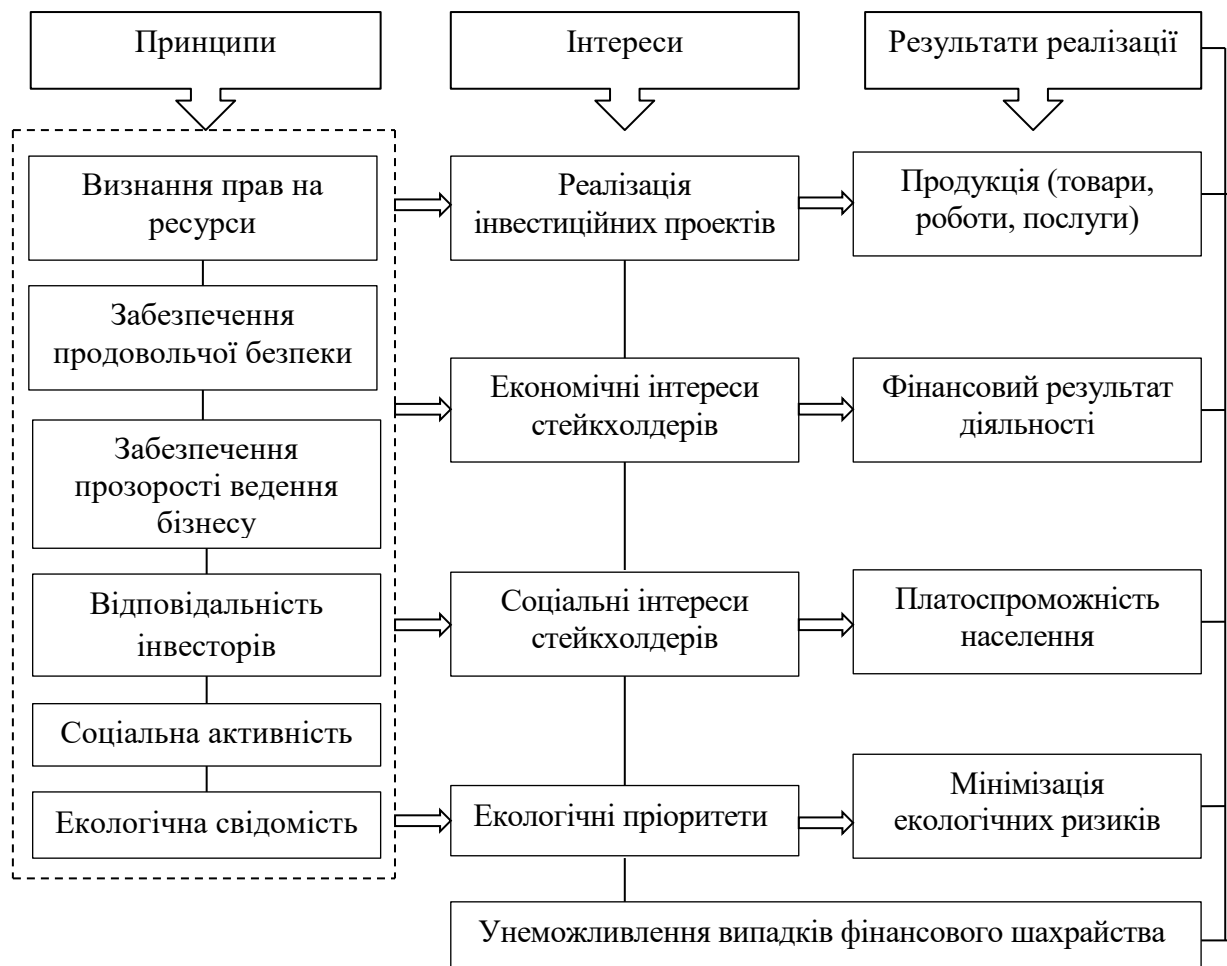 Принципи
Інтереси
Результати реалізації
Визнання прав на
ресурси
Реалізація
інвестиційних проектів
Продукція (товари,
роботи, послуги)
Забезпечення
продовольчої безпеки
Економічні інтереси
стейкхолдерів
Фінансовий результат
діяльності
Забезпечення
прозорості ведення
бізнесу
Відповідальність
інвесторів
Соціальні інтереси
стейкхолдерів
Платоспроможність
населення
Соціальна активність
Екологічна свідомість
Екологічні пріоритети
Мінімізація
екологічних ризиків
Унеможливлення випадків фінансового шахрайства